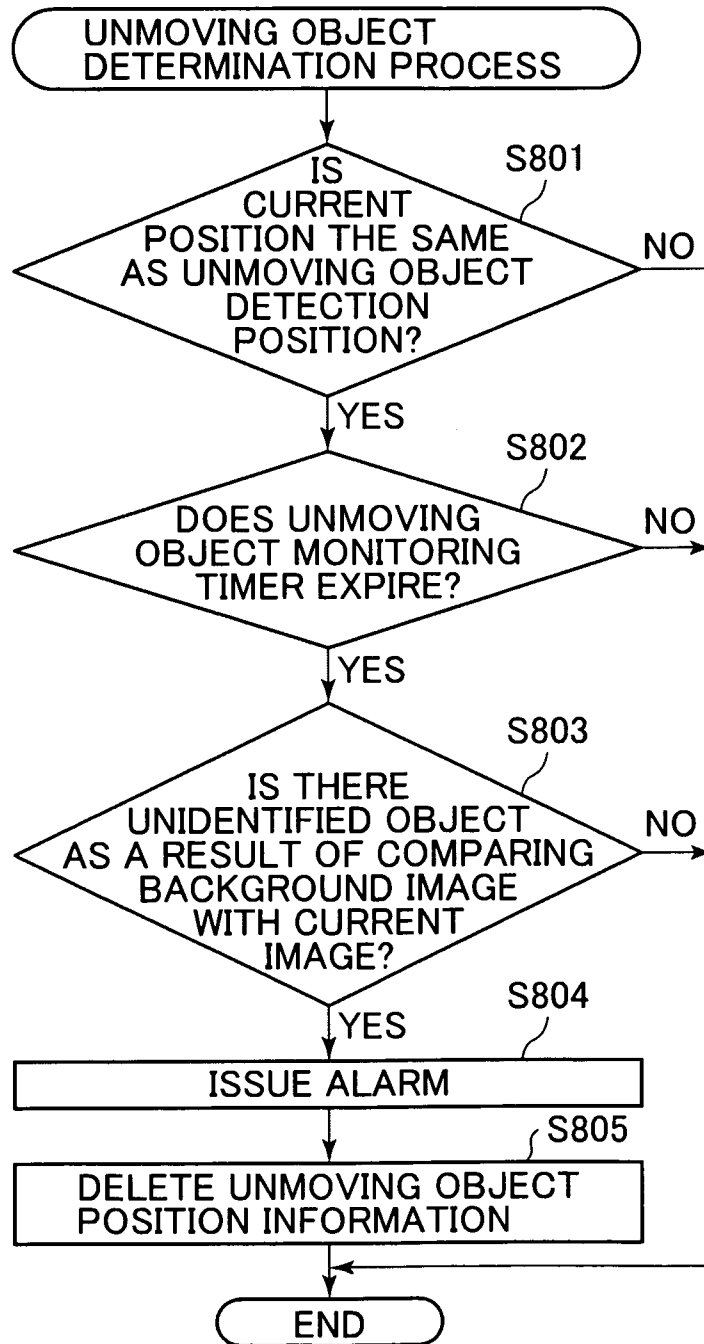 UNMOVING OBJECT
DETERMINATION PROCESS
S801
IS
CURRENT
POSITION THE SAME
AS UNMOVING OBJECT
DETECTION
POSITION?
NO
YES
S802
DOES UNMOVING
OBJECT MONITORING
TIMER EXPIRE?
NO
YES
S803
IS THERE
UNIDENTIFIED OBJECT
AS A RESULT OF COMPARING
BACKGROUND IMAGE
WITH CURRENT
IMAGE?
NO
YES
S804
ISSUE ALARM
S805
DELETE UNMOVING OBJECT
POSITION INFORMATION
END